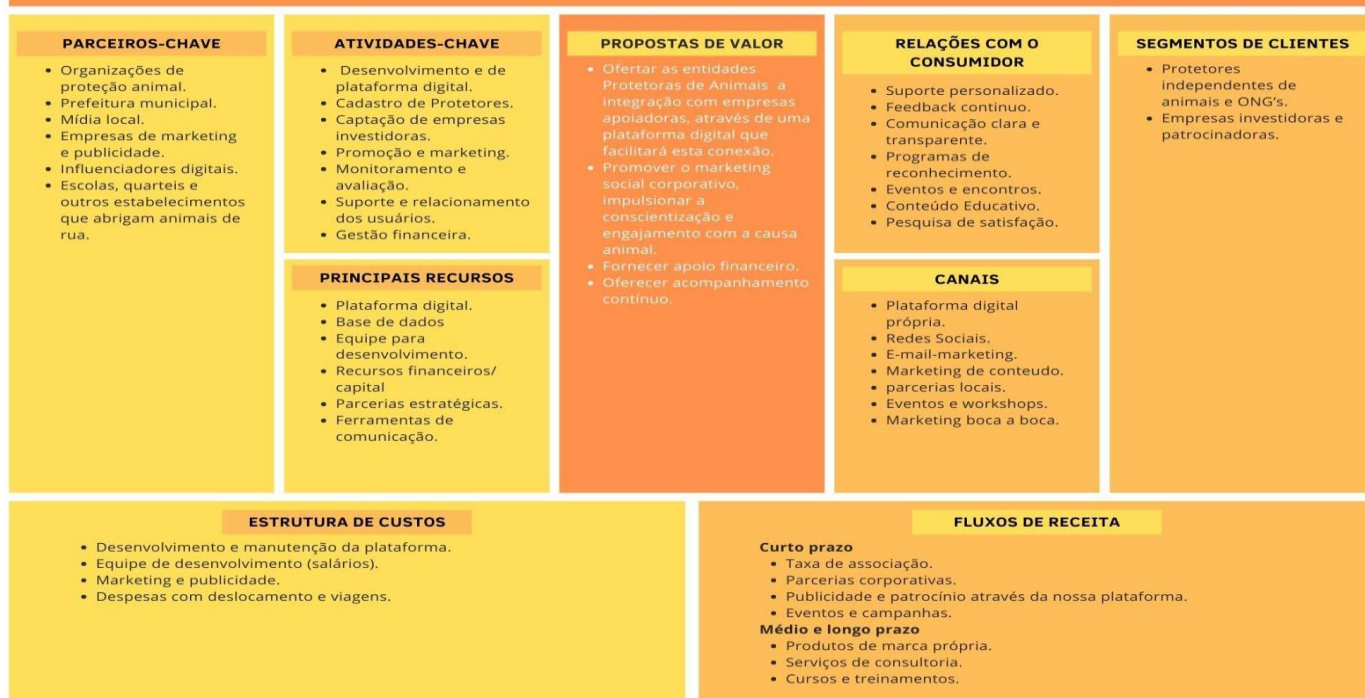 PARCEIROS-CHAVE
• Organizações de
proteção animal.
• Prefeitura municipal.
• Mídia local.
• Empresas de marketing
e publicidade.
• Influenciadores digitais.
• Escolas, quarteis e
outros estabelecimentos
que abrigam animais de
rua.
ATIVIDADES-CHAVE
• Desenvolvimento e de
plataforma digital.
• Cadastro de Protetores.
• Captação de empresas
investidoras.
• Promoção e marketing.
• Monitoramento e
avaliação.
• Suporte e relacionamento
dos usuários.
• Gestão financeira.
PRINCIPAIS RECURSOS
• Plataforma digital.
• Base de dados
• Equipe para
desenvolvimento.
• Recursos financeiros/
capital
• Parcerias estratégicas.
• Ferramentas de
comunicação.
PROPOSTAS DE VALOR
• Ofertar as entidades
Protetoras de Animais a
integração com empresas
apoiadoras, através de uma
plataforma digital que
facilitará esta conexão.
• Promover o marketing
social corporativo,
impulsionar a
conscientização e
engajamento com a causa
animal.
• Fornecer apoio financeiro.
• Oferecer acompanhamento
contínuo.
RELAÇÕES COM O
CONSUMIDOR
• Suporte personalizado.
• Feedback continuo.
• Comunicação clara e
transparente.
• Programas de
reconhecimento.
• Eventos e encontros.
• Conteúdo Educativo.
• Pesquisa de satisfação.
CANAIS
• Plataforma digital
própria.
• Redes Sociais.
• E-mail-marketing.
• Marketing de conteudo.
• parcerias locais.
• Eventos e workshops.
• Marketing boca a boca.
SEGMENTOS DE CLIENTES
• Protetores
independentes de
animais e ONG's.
• Empresas investidoras e
patrocinadoras.
ESTRUTURA DE CUSTOS
• Desenvolvimento e manutenção da plataforma.
• Equipe de desenvolvimento (salários).
• Marketing e publicidade.
• Despesas com deslocamento e viagens.
FLUXOS DE RECEITA
Curto prazo
• Taxa de associação.
• Parcerias corporativas.
• Publicidade e patrocínio através da nossa plataforma.
• Eventos e campanhas.
Médio e longo prazo
• Produtos de marca própria.
• Serviços de consultoria.
• Cursos e treinamentos.